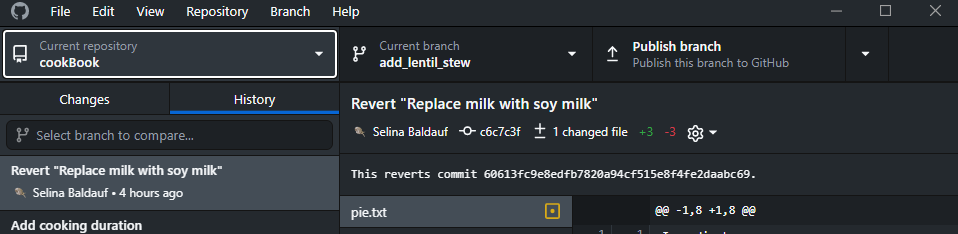 File Edit View Repository Branch Help
Current repository
cookBook
Current branch
add_lentil_stew
Publish branch
Publish this branch to GitHub
Changes
History
Select branch to compare...
Revert "Replace milk with soy milk"
Selina Baldauf • 4 hours ago
Add cooking duration
Revert "Replace milk with soy milk"
Selina Baldauf c6c7c3f 1 changed file +3 -3
This reverts commit 60613fc9e8edfb7820a94cf515e8f4fe2daabc69.
pie.txt
@@ -1,8 +1,8 @@
1 1